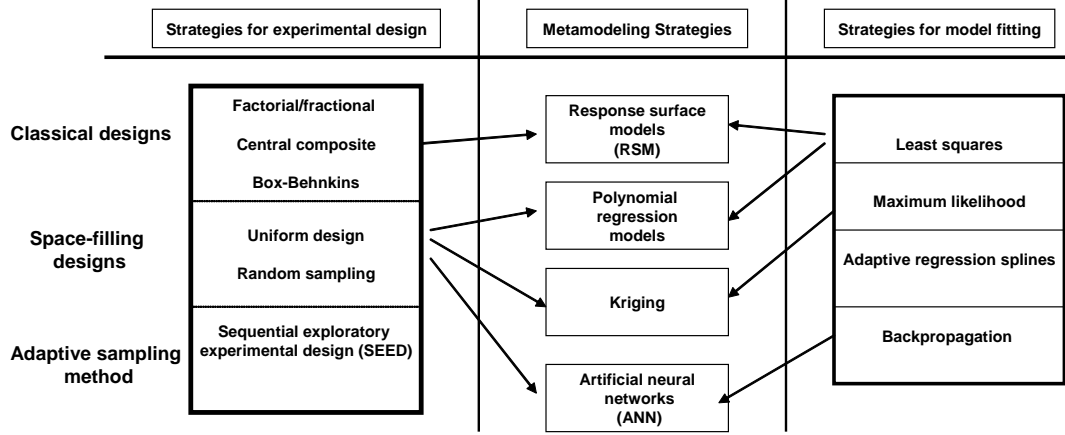 Strategies for experimental design
Metamodeling Strategies
Strategies for model fitting
Classical designs
Factorial/fractional
Central composite
Box-Behnkins
Space-filling
designs
Uniform design
Random sampling
Adaptive sampling
method
Sequential exploratory
experimental design (SEED)
Response surface
models
(RSM)
Polynomial
regression
models
Kriging
Artificial neural
networks
(ANN)
Least squares
Maximum likelihood
Adaptive regression splines
Backpropagation